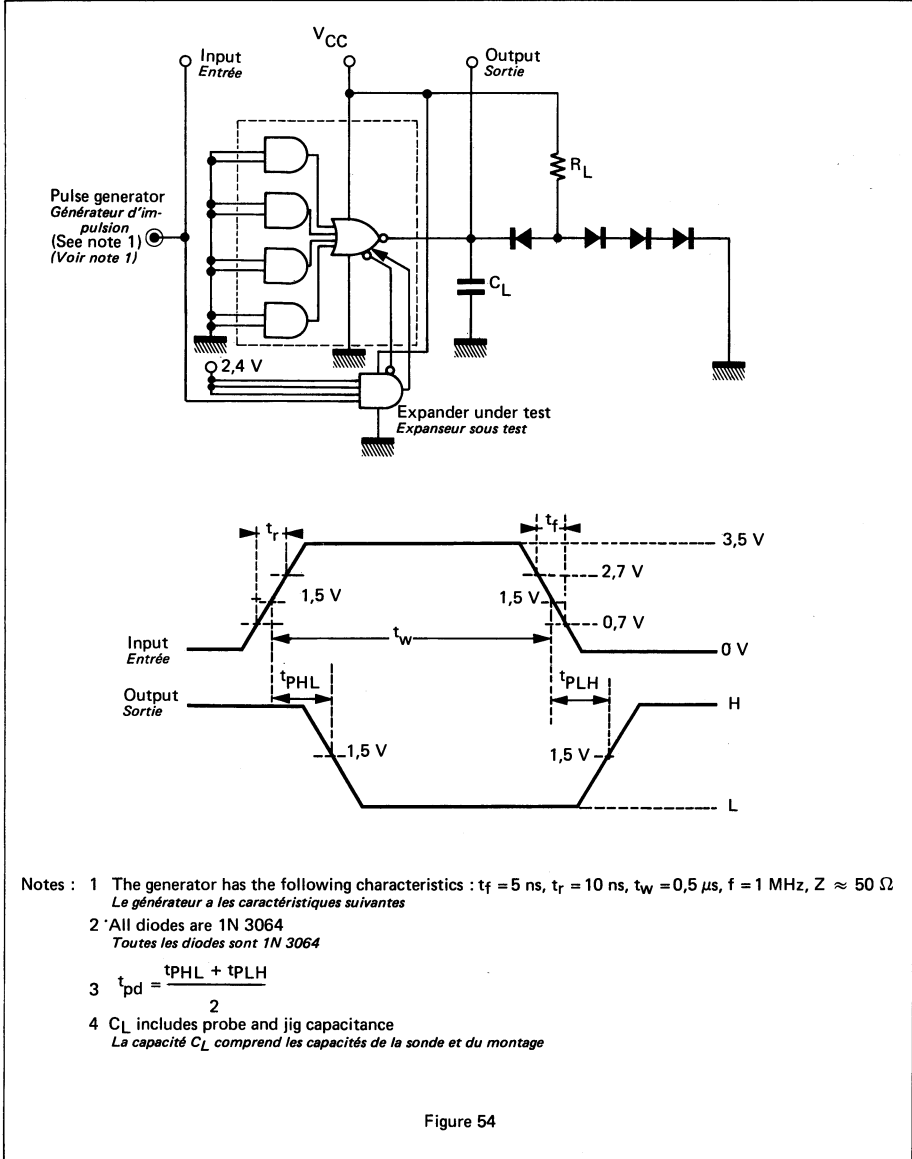 Input
Entrée
VCC
Output
Sortie
RL
Pulse generator
Générateur d'im-
pulsion
(See note 1)
(Voir note 1)
CL
2,4 V
Expander under test
Expanseur sous test
tr
tf
3,5 V
2,7 V
1,5 V
1,5 V
0,7 V
tw
Input
Entrée
0 V
tPHL
tPLH
Output
Sortie
H
1,5 V
1,5 V
L
Notes : 1 The generator has the following characteristics : tf = 5 ns, tr = 10 ns, tw = 0,5 μs, f = 1 MHz, Z ≈ 50 Ω
Le générateur a les caractéristiques suivantes
2 All diodes are 1N 3064
Toutes les diodes sont 1N 3064
3 tpd = tPHL + tPLH
2
4 CL includes probe and jig capacitance
La capacité CL comprend les capacités de la sonde et du montage
Figure 54